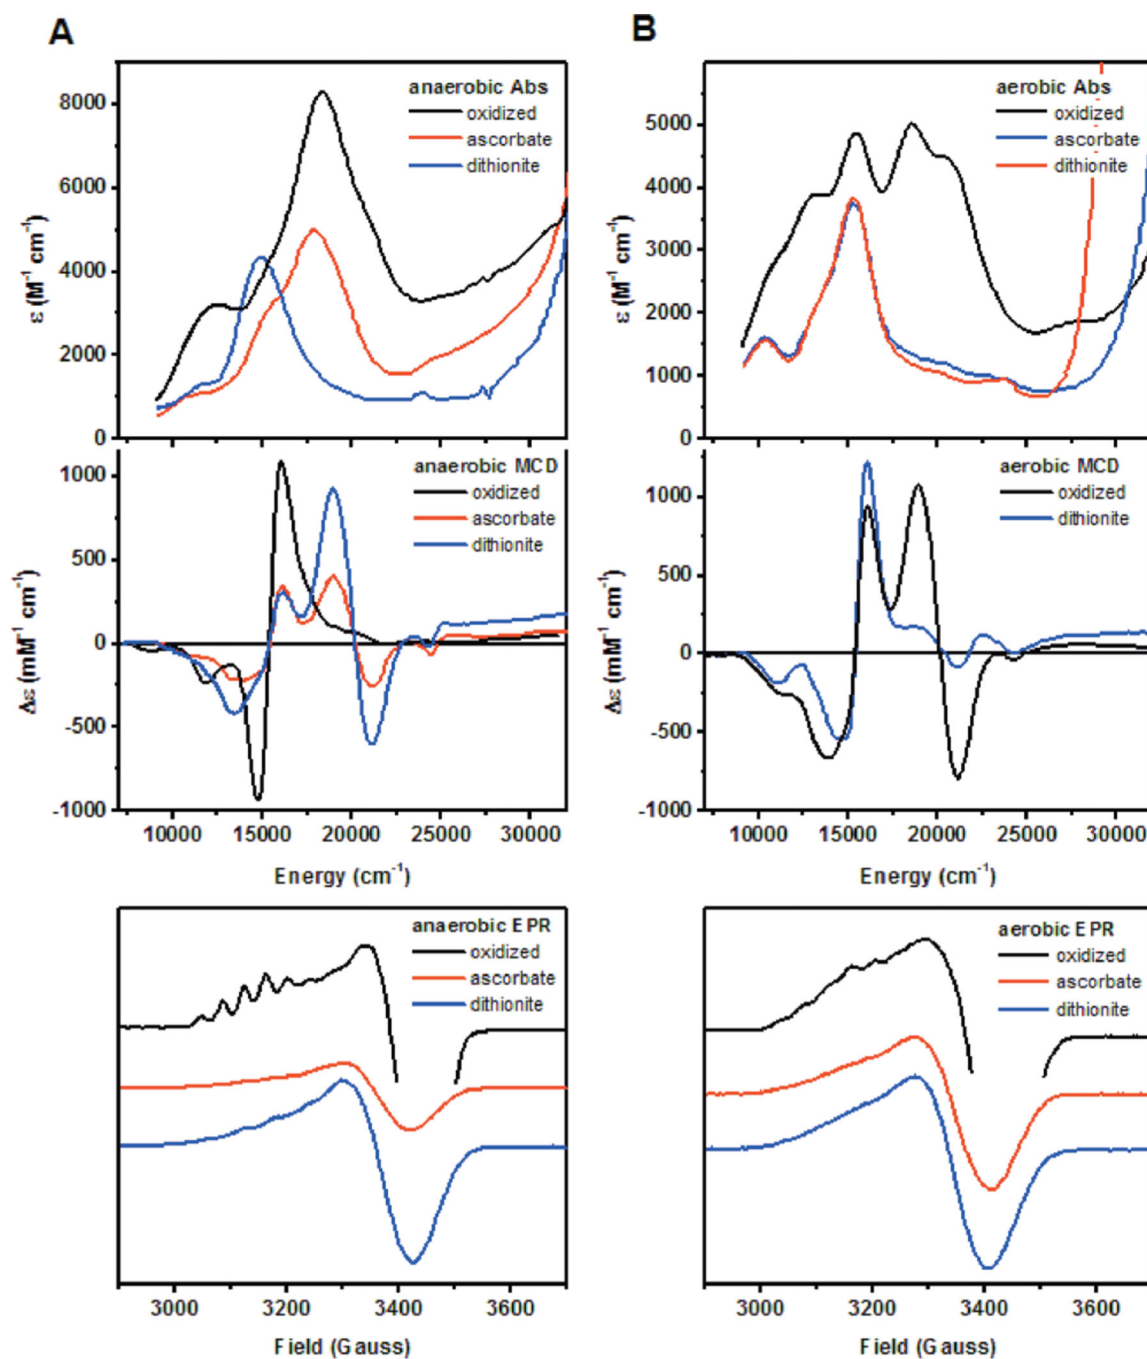 A
anaerobic Abs
oxidized
ascorbate
dithionite
8000
6000
4000
2000
0
ε (M⁻¹ cm⁻¹)
anaerobic MCD
oxidized
ascorbate
dithionite
1000
500
0
-500
-1000
Δε (mM⁻¹ cm⁻¹)
10000 15000 20000 25000 30000
Energy (cm⁻¹)
anaerobic EPR
oxidized
ascorbate
dithionite
3000 3200 3400 3600
Field (Gauss)
B
aerobic Abs
oxidized
ascorbate
dithionite
5000
4000
3000
2000
1000
0
ε (M⁻¹ cm⁻¹)
aerobic MCD
oxidized
dithionite
1000
500
0
-500
-1000
Δε (mM⁻¹ cm⁻¹)
10000 15000 20000 25000 30000
Energy (cm⁻¹)
aerobic EPR
oxidized
ascorbate
dithionite
3000 3200 3400 3600
Field (Gauss)